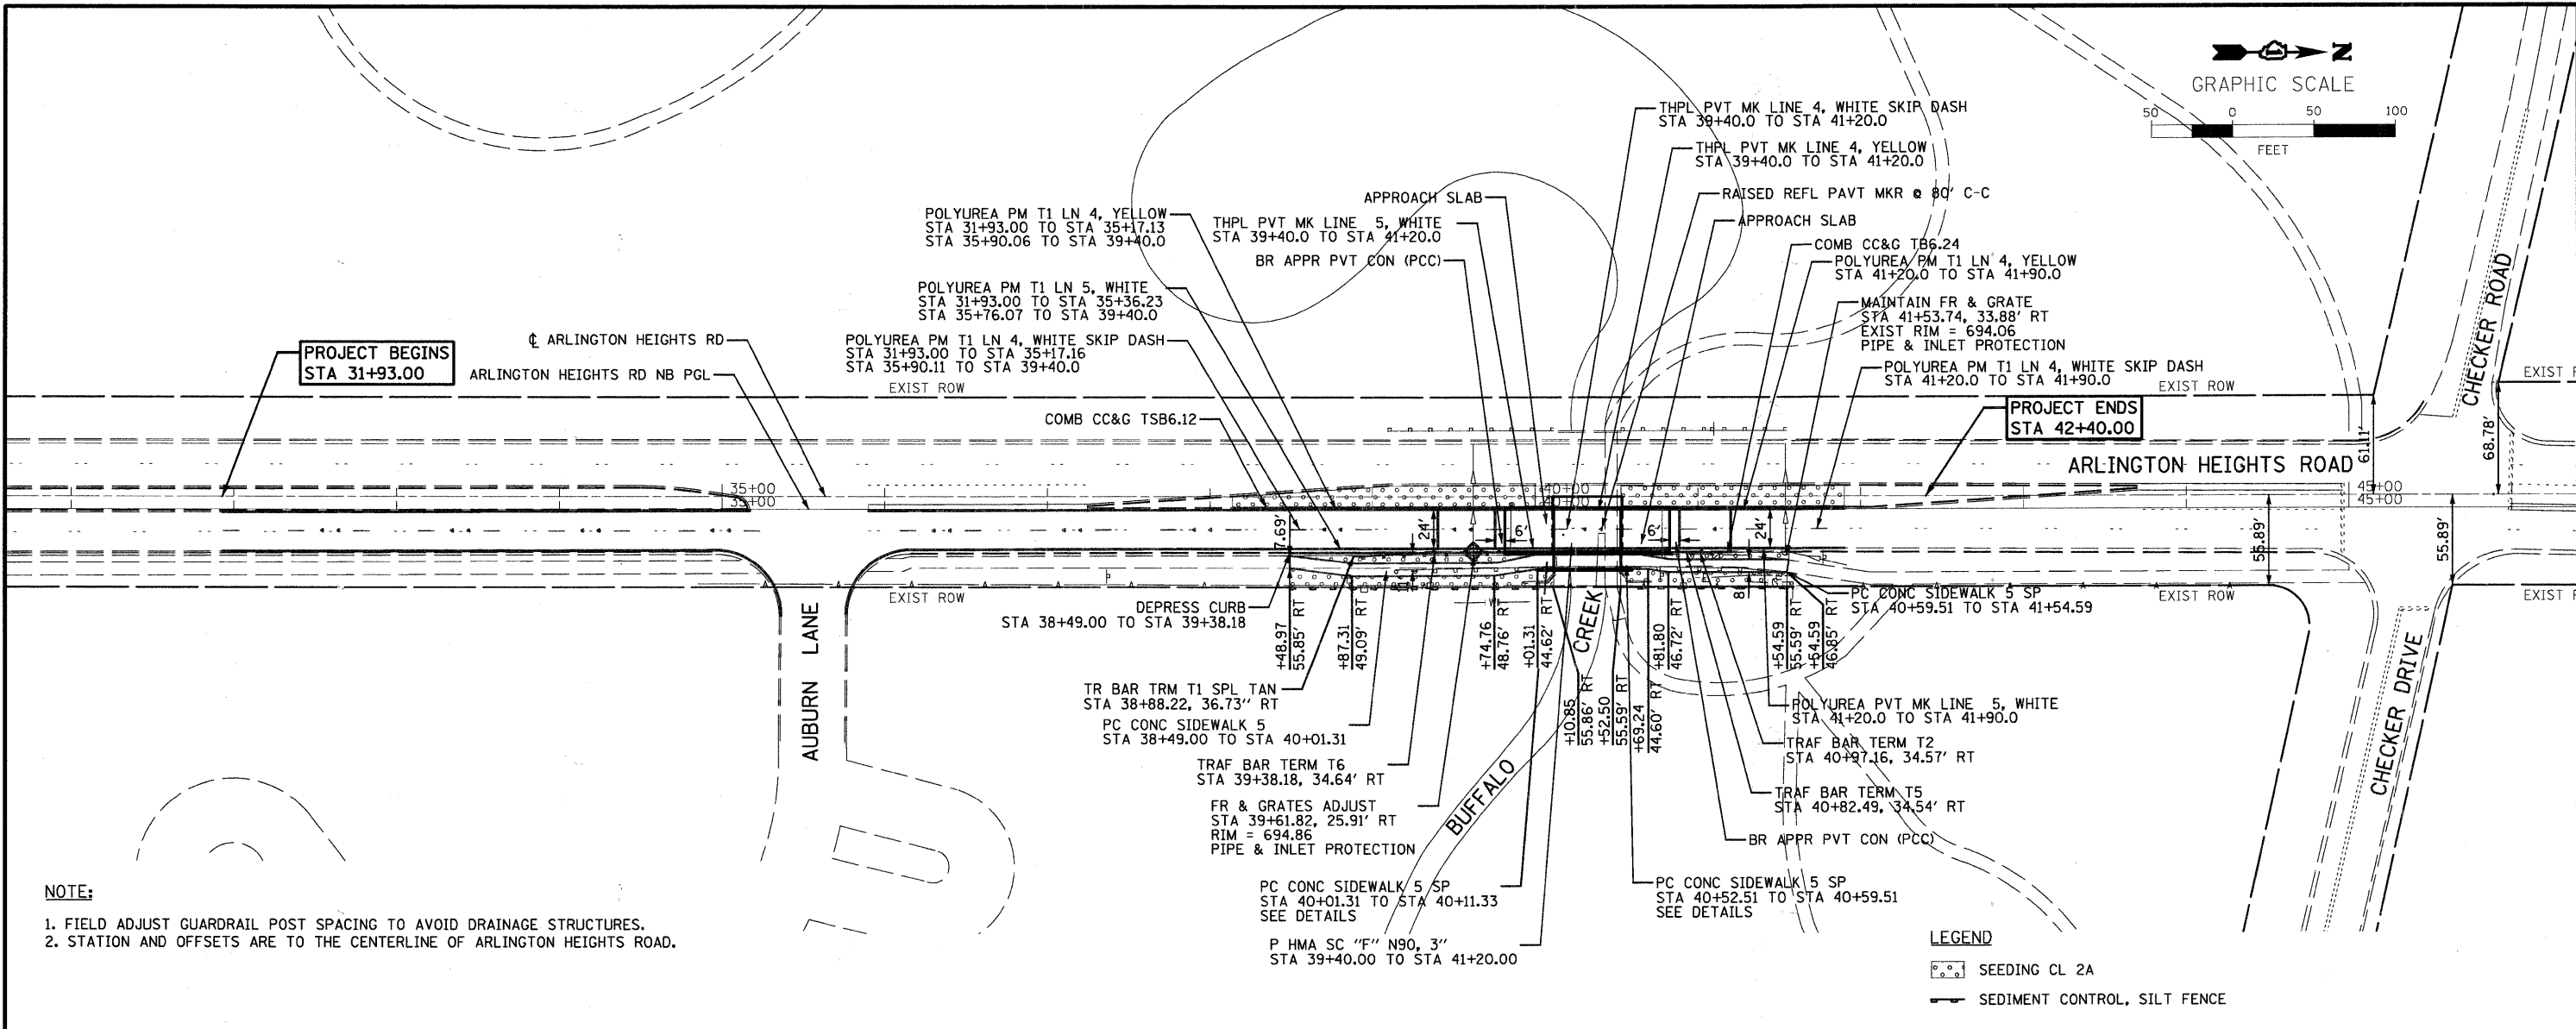 N
GRAPHIC SCALE
50 0 50 100
FEET
THPL PVT MK LINE 4, WHITE SKIP DASH
STA 39+40.0 TO STA 41+20.0
THPL PVT MK LINE 4, YELLOW
STA 39+40.0 TO STA 41+20.0
RAISED REFL PAVT MKR @ 80' C-C
APPROACH SLAB
COMB CC&G TB6.24
POLYUREA PM T1 LN 4, YELLOW
STA 41+20.0 TO STA 41+90.0
MAINTAIN FR & GRATE
STA 41+53.74, 33.88' RT
EXIST RIM = 694.06
PIPE & INLET PROTECTION
POLYUREA PM T1 LN 4, WHITE SKIP DASH
STA 41+20.0 TO STA 41+90.0
EXIST ROW
PROJECT ENDS
STA 42+40.00
APPROACH SLAB
THPL PVT MK LINE 5, WHITE
STA 39+40.0 TO STA 41+20.0
BR APPR PVT CON (PCC)
POLYUREA PM T1 LN 4, YELLOW
STA 31+93.00 TO STA 35+17.13
STA 35+90.06 TO STA 39+40.0
POLYUREA PM T1 LN 5, WHITE
STA 31+93.00 TO STA 35+36.23
STA 35+76.07 TO STA 39+40.0
POLYUREA PM T1 LN 4, WHITE SKIP DASH
STA 31+93.00 TO STA 35+17.16
STA 35+90.11 TO STA 39+40.0
EXIST ROW
COMB CC&G TSB6.12
PROJECT BEGINS
STA 31+93.00
℄ ARLINGTON HEIGHTS RD
ARLINGTON HEIGHTS RD NB PGL
CHECKER ROAD
EXIST
61.11'
68.78'
ARLINGTON HEIGHTS ROAD
35+00
35+00
40+00
45+00
45+00
7.69'
24'
6'
6'
24'
55.89'
55.89'
EXIST ROW
EXIST ROW
EXIST
DEPRESS CURB
STA 38+49.00 TO STA 39+38.18
+48.97
55.85' RT
+87.31
49.09' RT
+74.76
48.76' RT
+01.31
44.62' RT
+10.85
55.86' RT
+52.50
55.59' RT
+69.24
44.60' RT
+81.80
46.72'
+54.59
55.59' RT
+54.59
46.85' RT
8'
PC CONC SIDEWALK 5 SP
STA 40+59.51 TO STA 41+54.59
AUBURN LANE
BUFFALO CREEK
CHECKER DRIVE
TR BAR TRM T1 SPL TAN
STA 38+88.22, 36.73" RT
PC CONC SIDEWALK 5
STA 38+49.00 TO STA 40+01.31
TRAF BAR TERM T6
STA 39+38.18, 34.64' RT
FR & GRATES ADJUST
STA 39+61.82, 25.91' RT
RIM = 694.86
PIPE & INLET PROTECTION
PC CONC SIDEWALK 5 SP
STA 40+01.31 TO STA 40+11.33
SEE DETAILS
P HMA SC "F" N90, 3"
STA 39+40.00 TO STA 41+20.00
POLYUREA PVT MK LINE 5, WHITE
STA 41+20.0 TO STA 41+90.0
TRAF BAR TERM T2
STA 40+97.16, 34.57' RT
TRAF BAR TERM T5
STA 40+82.49, 34.54' RT
BR APPR PVT CON (PCC)
PC CONC SIDEWALK 5 SP
STA 40+52.51 TO STA 40+59.51
SEE DETAILS
NOTE:
1. FIELD ADJUST GUARDRAIL POST SPACING TO AVOID DRAINAGE STRUCTURES.
2. STATION AND OFFSETS ARE TO THE CENTERLINE OF ARLINGTON HEIGHTS ROAD.
LEGEND
SEEDING CL 2A
SEDIMENT CONTROL, SILT FENCE